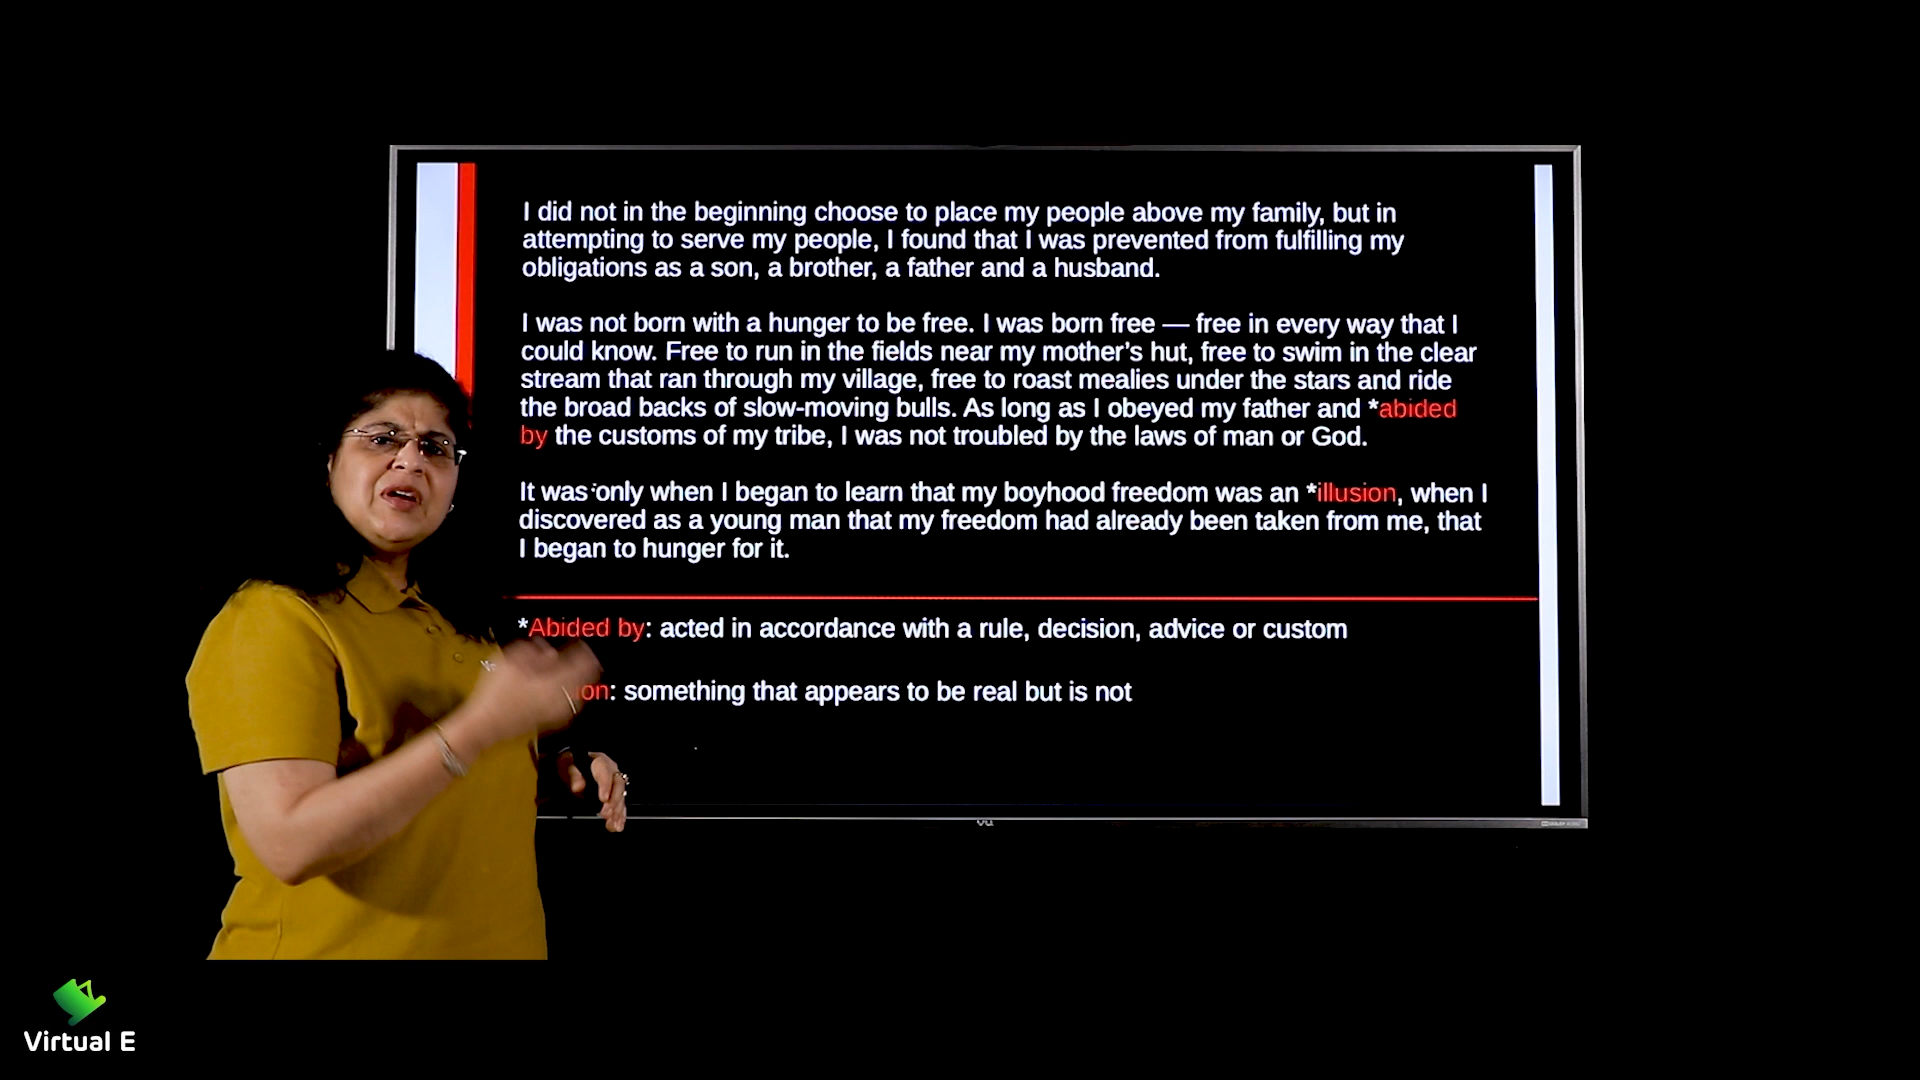 I did not in the beginning choose to place my people above my family, but in
attempting to serve my people, I found that I was prevented from fulfilling my
obligations as a son, a brother, a father and a husband.
I was not born with a hunger to be free. I was born free — free in every way that I
could know. Free to run in the fields near my mother's hut, free to swim in the clear
stream that ran through my village, free to roast mealies under the stars and ride
the broad backs of slow-moving bulls. As long as I obeyed my father and *abided
by the customs of my tribe, I was not troubled by the laws of man or God.
It was only when I began to learn that my boyhood freedom was an *illusion, when I
discovered as a young man that my freedom had already been taken from me, that
I began to hunger for it.
*Abided by: acted in accordance with a rule, decision, advice or custom
: something that appears to be real but is not
Virtual E